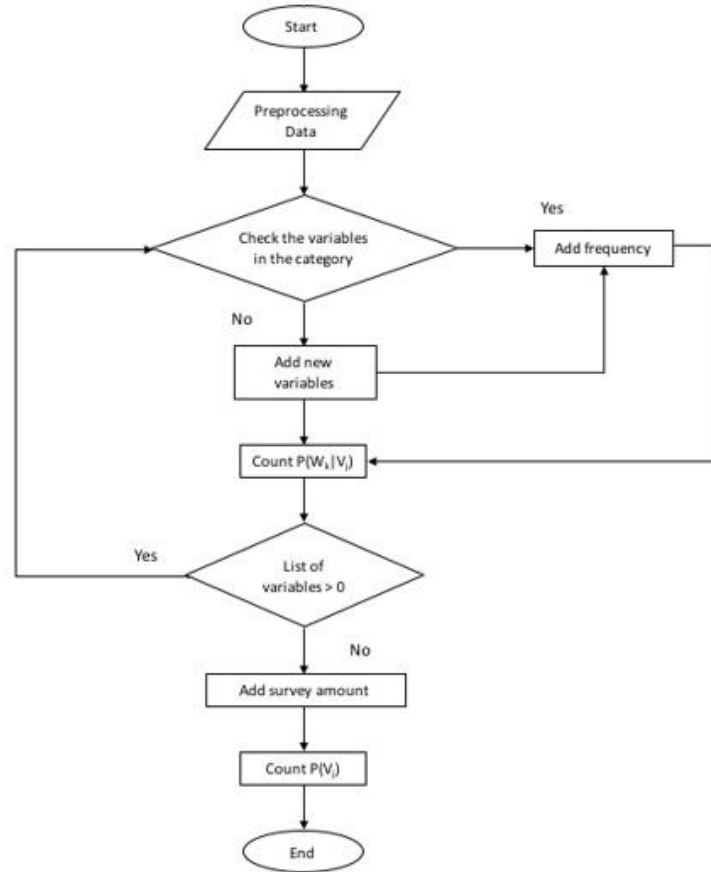 Start
Preprocessing
Data
Check the variables
in the category
Yes
Add frequency
No
Add new
variables
Count P(Wₖ|Vⱼ)
Yes
List of
variables > 0
No
Add survey amount
Count P(Vⱼ)
End